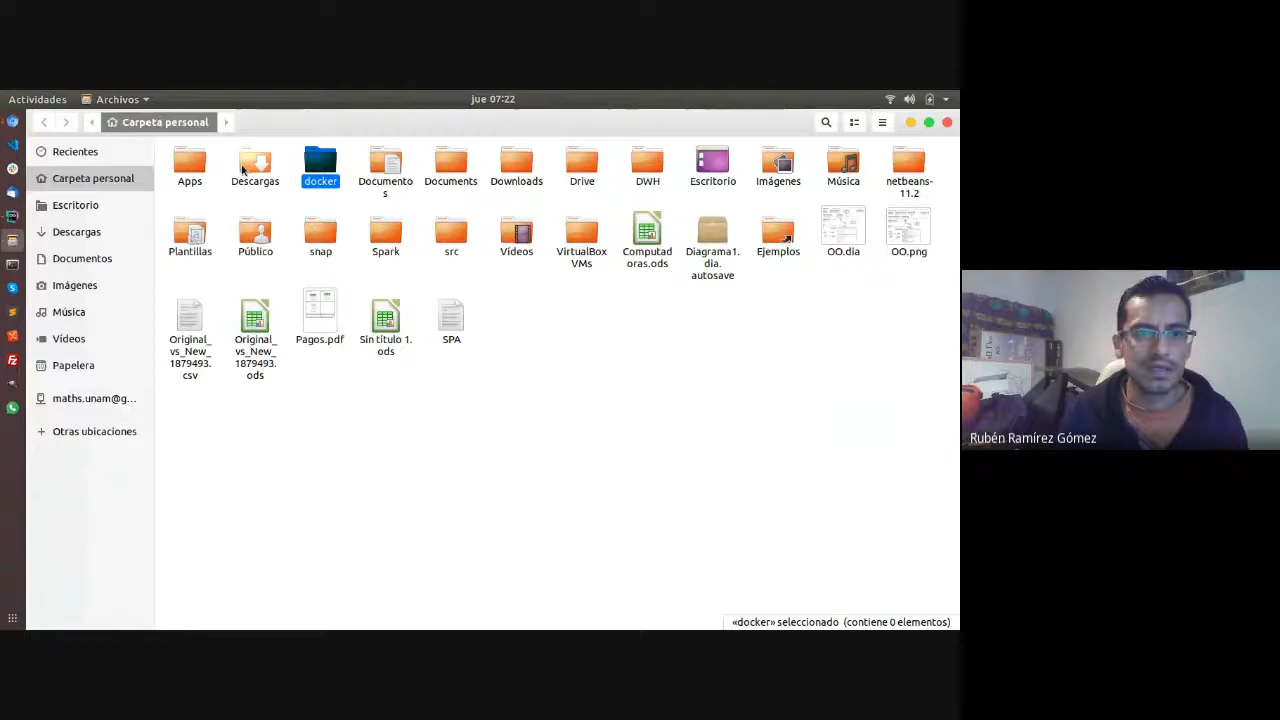 Actividades Archivos jue 07:22
Carpeta personal
Recientes
Carpeta personal
Escritorio
Descargas
Documentos
Imágenes
Música
Vídeos
Papelera
maths.unam@g...
Otras ubicaciones
Apps
Descargas
docker
Documento
s
Documents
Downloads
Drive
DWH
Escritorio
Imágenes
Música
netbeans-
11.2
Plantillas
Público
snap
Spark
src
Vídeos
VirtualBox
VMs
Computad
oras.ods
Diagrama1.
dia.
autosave
Ejemplos
OO.dia
OO.png
Original_
vs_New_
1879493.
csv
Original_
vs_New_
1879493.
ods
Pagos.pdf
Sin título 1.
ods
SPA
«docker» seleccionado (contiene 0 elementos)
Rubén Ramírez Gómez